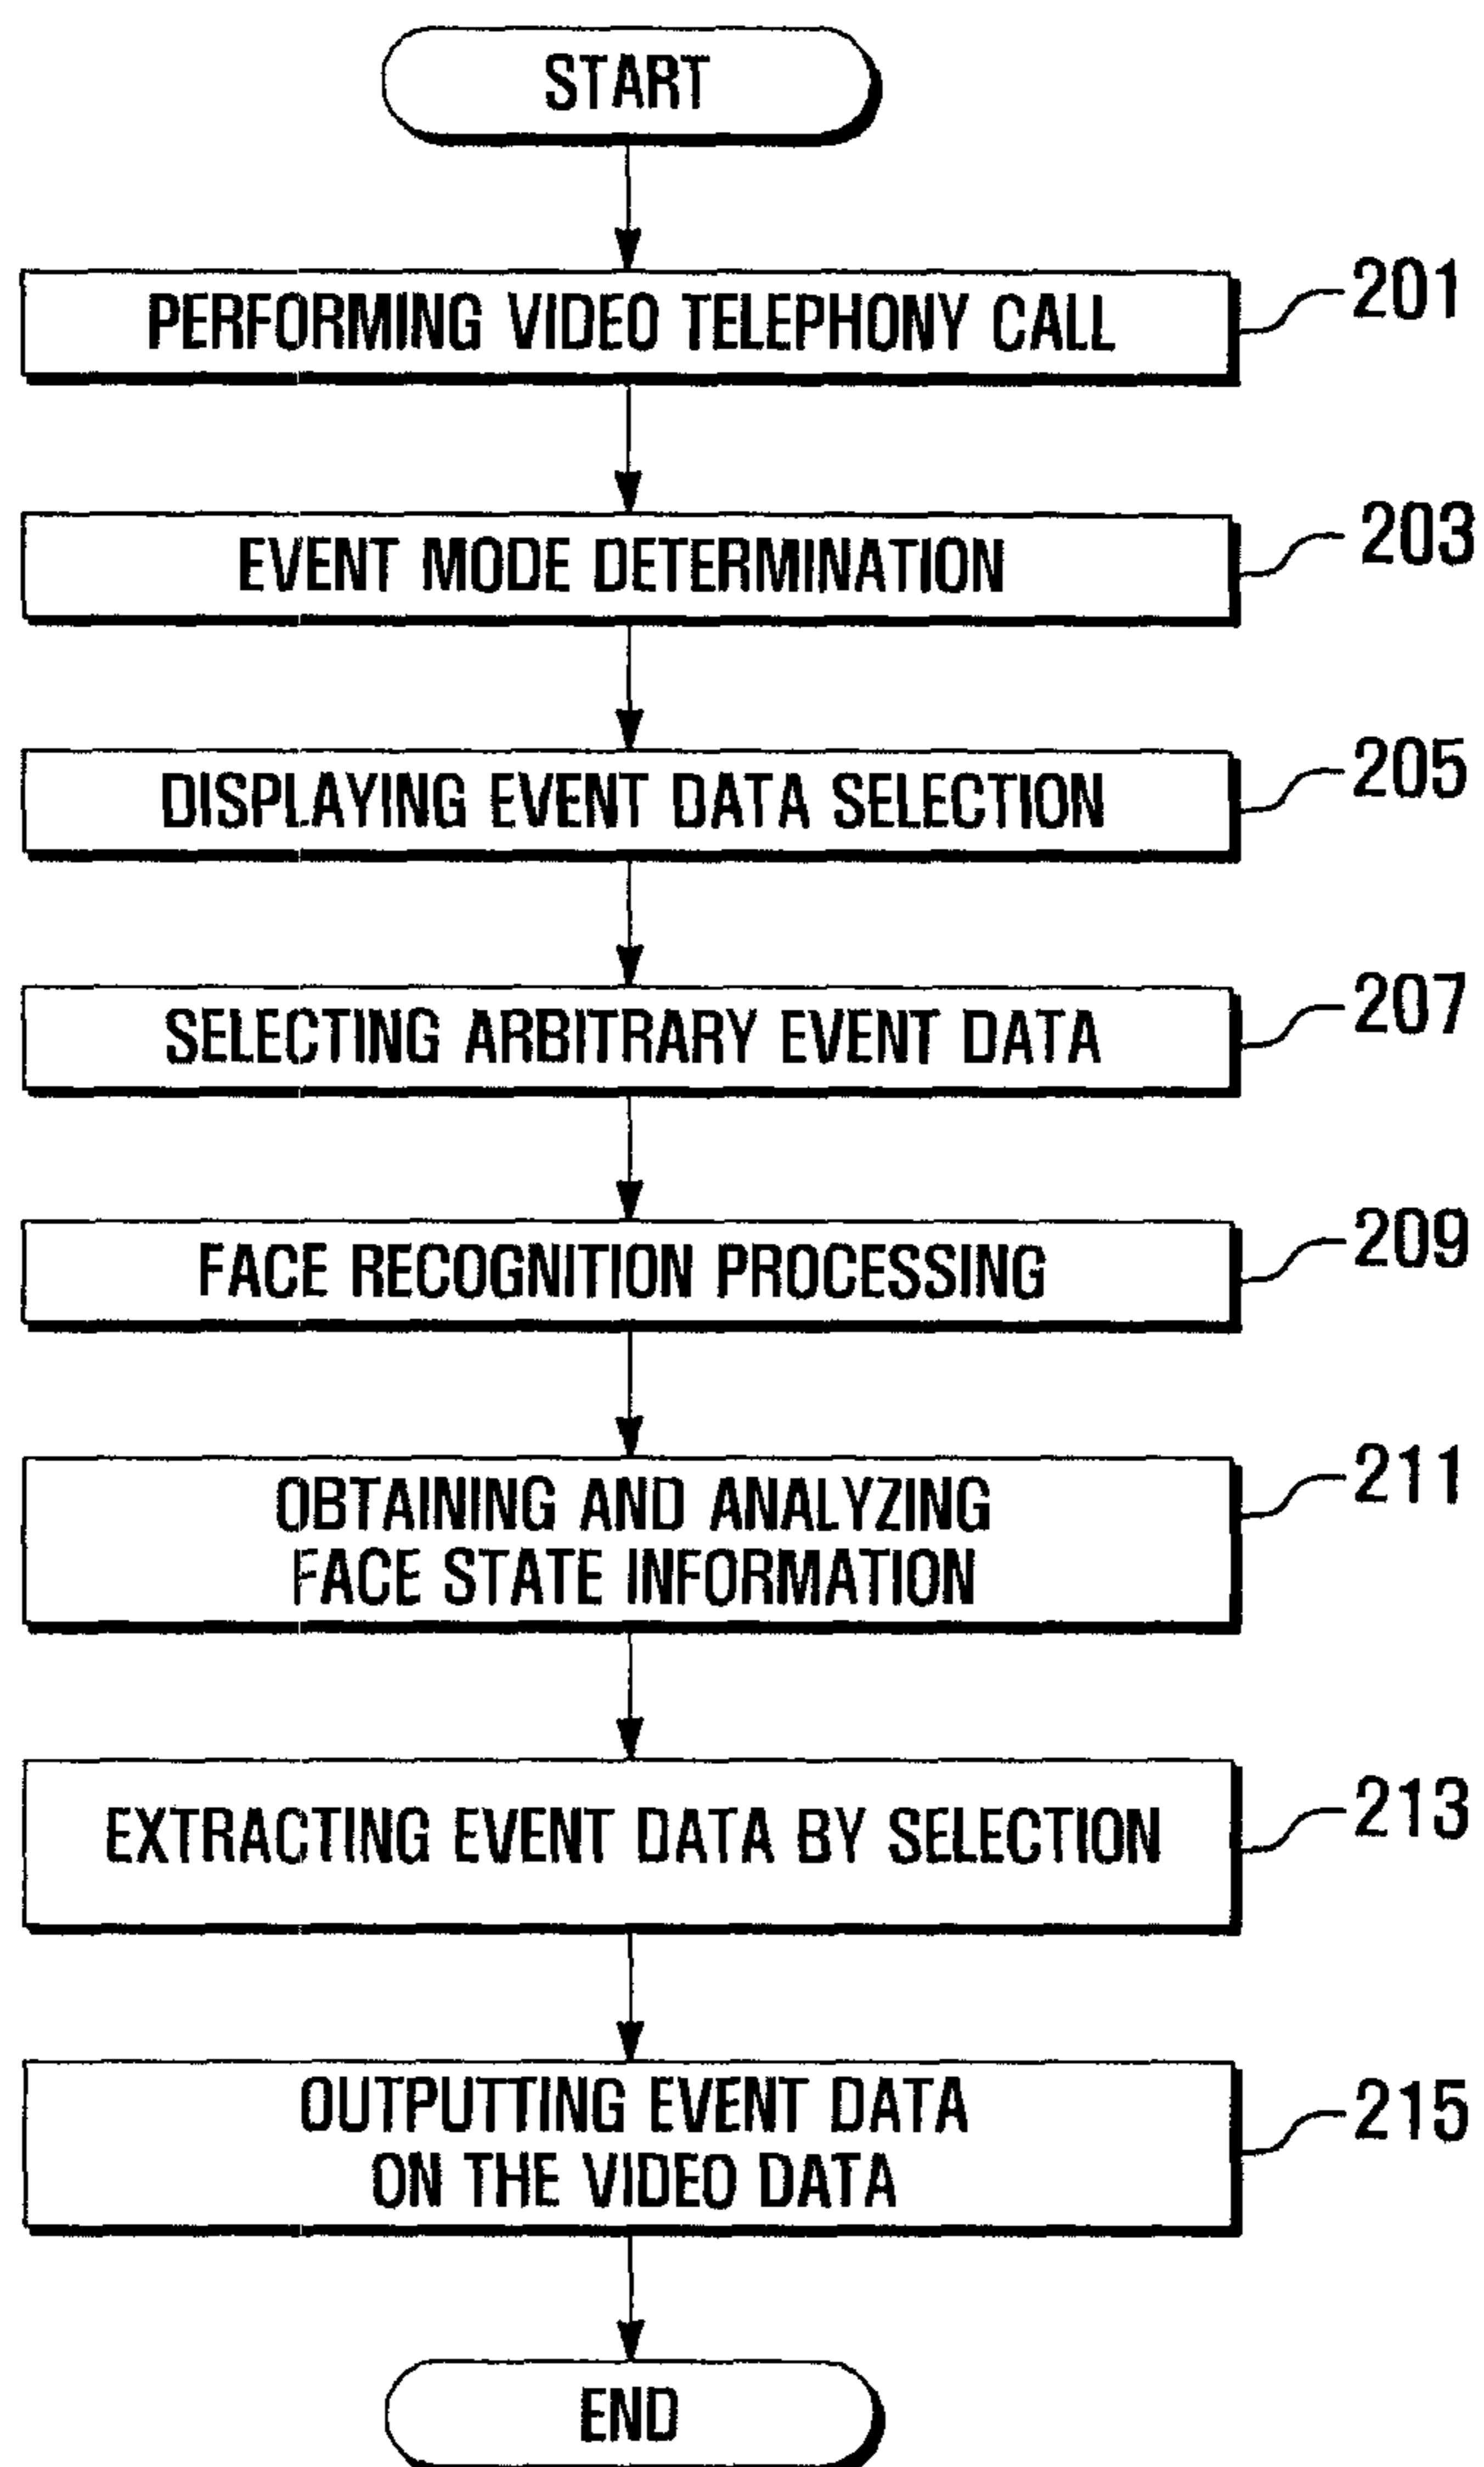 START
PERFORMING VIDEO TELEPHONY CALL
201
EVENT MODE DETERMINATION
203
DISPLAYING EVENT DATA SELECTION
205
SELECTING ARBITRARY EVENT DATA
207
FACE RECOGNITION PROCESSING
209
OBTAINING AND ANALYZING
FACE STATE INFORMATION
211
EXTRACTING EVENT DATA BY SELECTION
213
OUTPUTTING EVENT DATA
ON THE VIDEO DATA
215
END